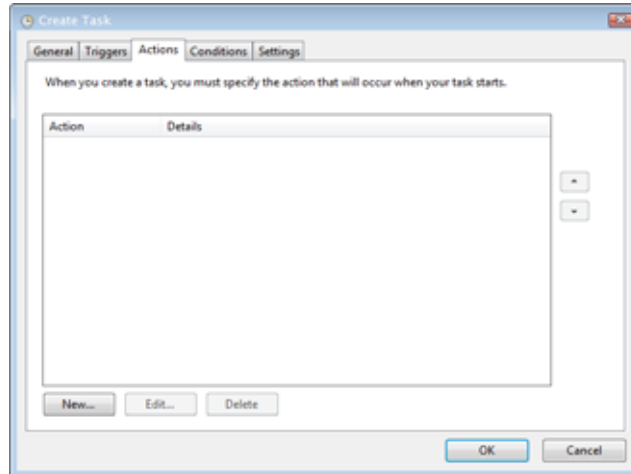 Create Task
General Triggers Actions Conditions Settings
When you create a task, you must specify the action that will occur when your task starts.
Action Details
New... Edit... Delete
OK Cancel